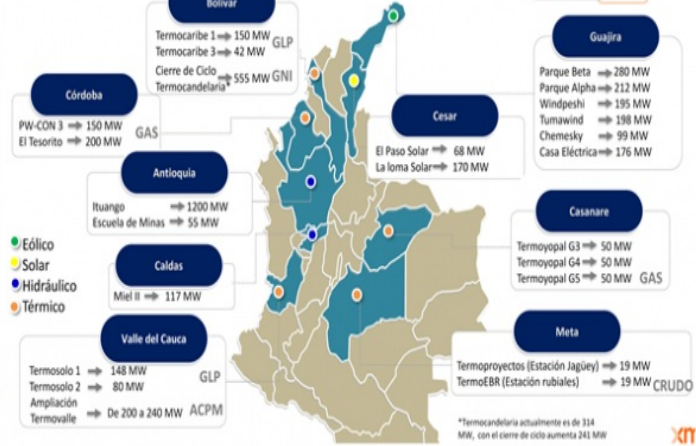 Bolívar
Termocaribe 1 150 MW
Termocaribe 3 42 MW
GLP
Cierre de Ciclo
Termocandelaria* 555 MW GNI
Guajira
Parque Beta 280 MW
Parque Alpha 212 MW
Windpeshi 195 MW
Tumawind 198 MW
Chemesky 99 MW
Casa Eléctrica 176 MW
Córdoba
PW-CON 3 150 MW
El Tesorito 200 MW
GAS
Cesar
El Paso Solar 68 MW
La loma Solar 170 MW
Antioquia
Ituango 1200 MW
Escuela de Minas 55 MW
Casanare
Termoyopal G3 50 MW
Termoyopal G4 50 MW
Termoyopal G5 50 MW GAS
Eólico
Solar
Hidráulico
Térmico
Caldas
Miel II 117 MW
Valle del Cauca
Termosolo 1 148 MW
Termosolo 2 80 MW
GLP
Ampliación
Termovalle De 200 a 240 MW ACPM
Meta
Termoproyectos (Estación Jagüey) 19 MW
TermoEBR (Estación rubiales) 19 MW CRUDO
*Termocandelaria actualmente es de 314
MW, con el cierre de ciclo aumenta 241 MW